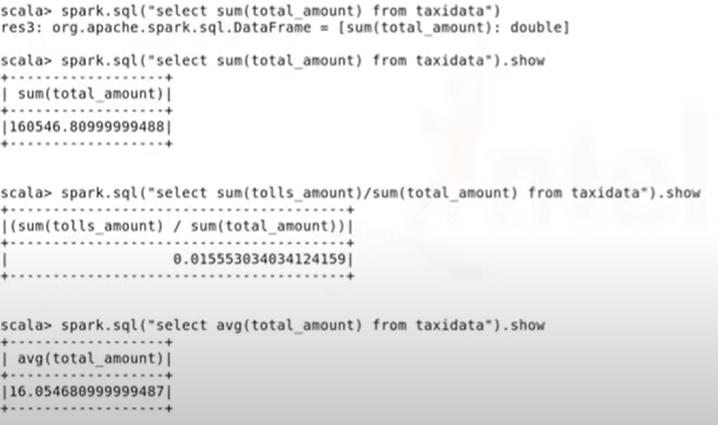 scala> spark.sql("select sum(total_amount) from taxidata")
res3: org.apache.spark.sql.DataFrame = [sum(total_amount): double]
scala> spark.sql("select sum(total_amount) from taxidata").show
+------------------+
| sum(total_amount)|
+------------------+
|160546.80999999488|
+------------------+
scala> spark.sql("select sum(tolls_amount)/sum(total_amount) from taxidata").show
+---------------------------------------+
|(sum(tolls_amount) / sum(total_amount))|
+---------------------------------------+
|                   0.015553034034124159|
+---------------------------------------+
scala> spark.sql("select avg(total_amount) from taxidata").show
+------------------+
| avg(total_amount)|
+------------------+
|16.054680999999487|
+------------------+